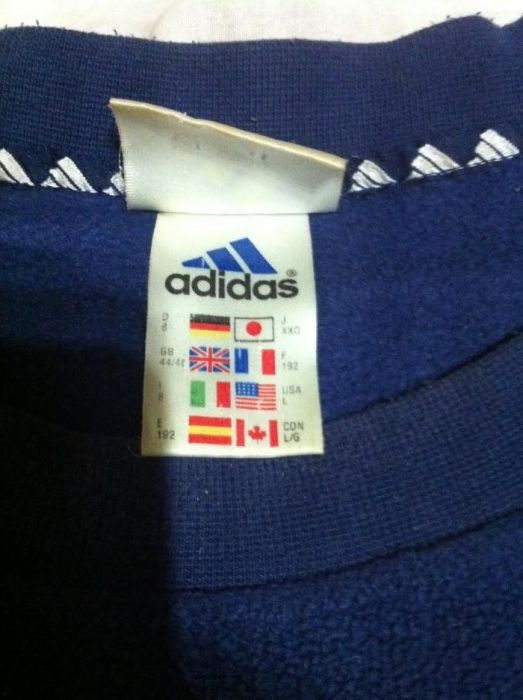 adidas®
D J
8 XXO
GB F
44/46 192
I USA
8 L
E CDN
192 L/G